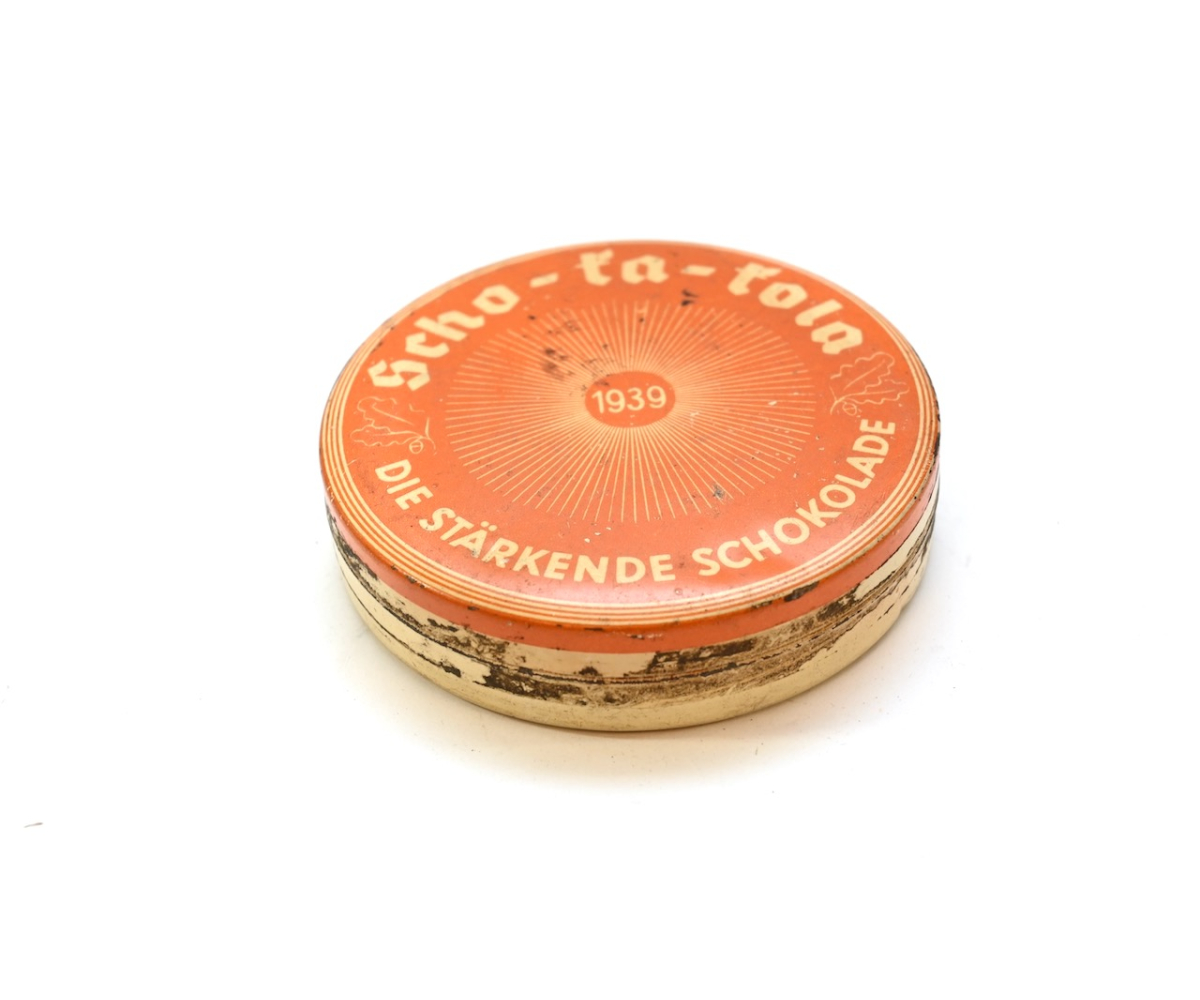 Scho-ka-kola
1939
DIE STÄRKENDE SCHOKOLADE